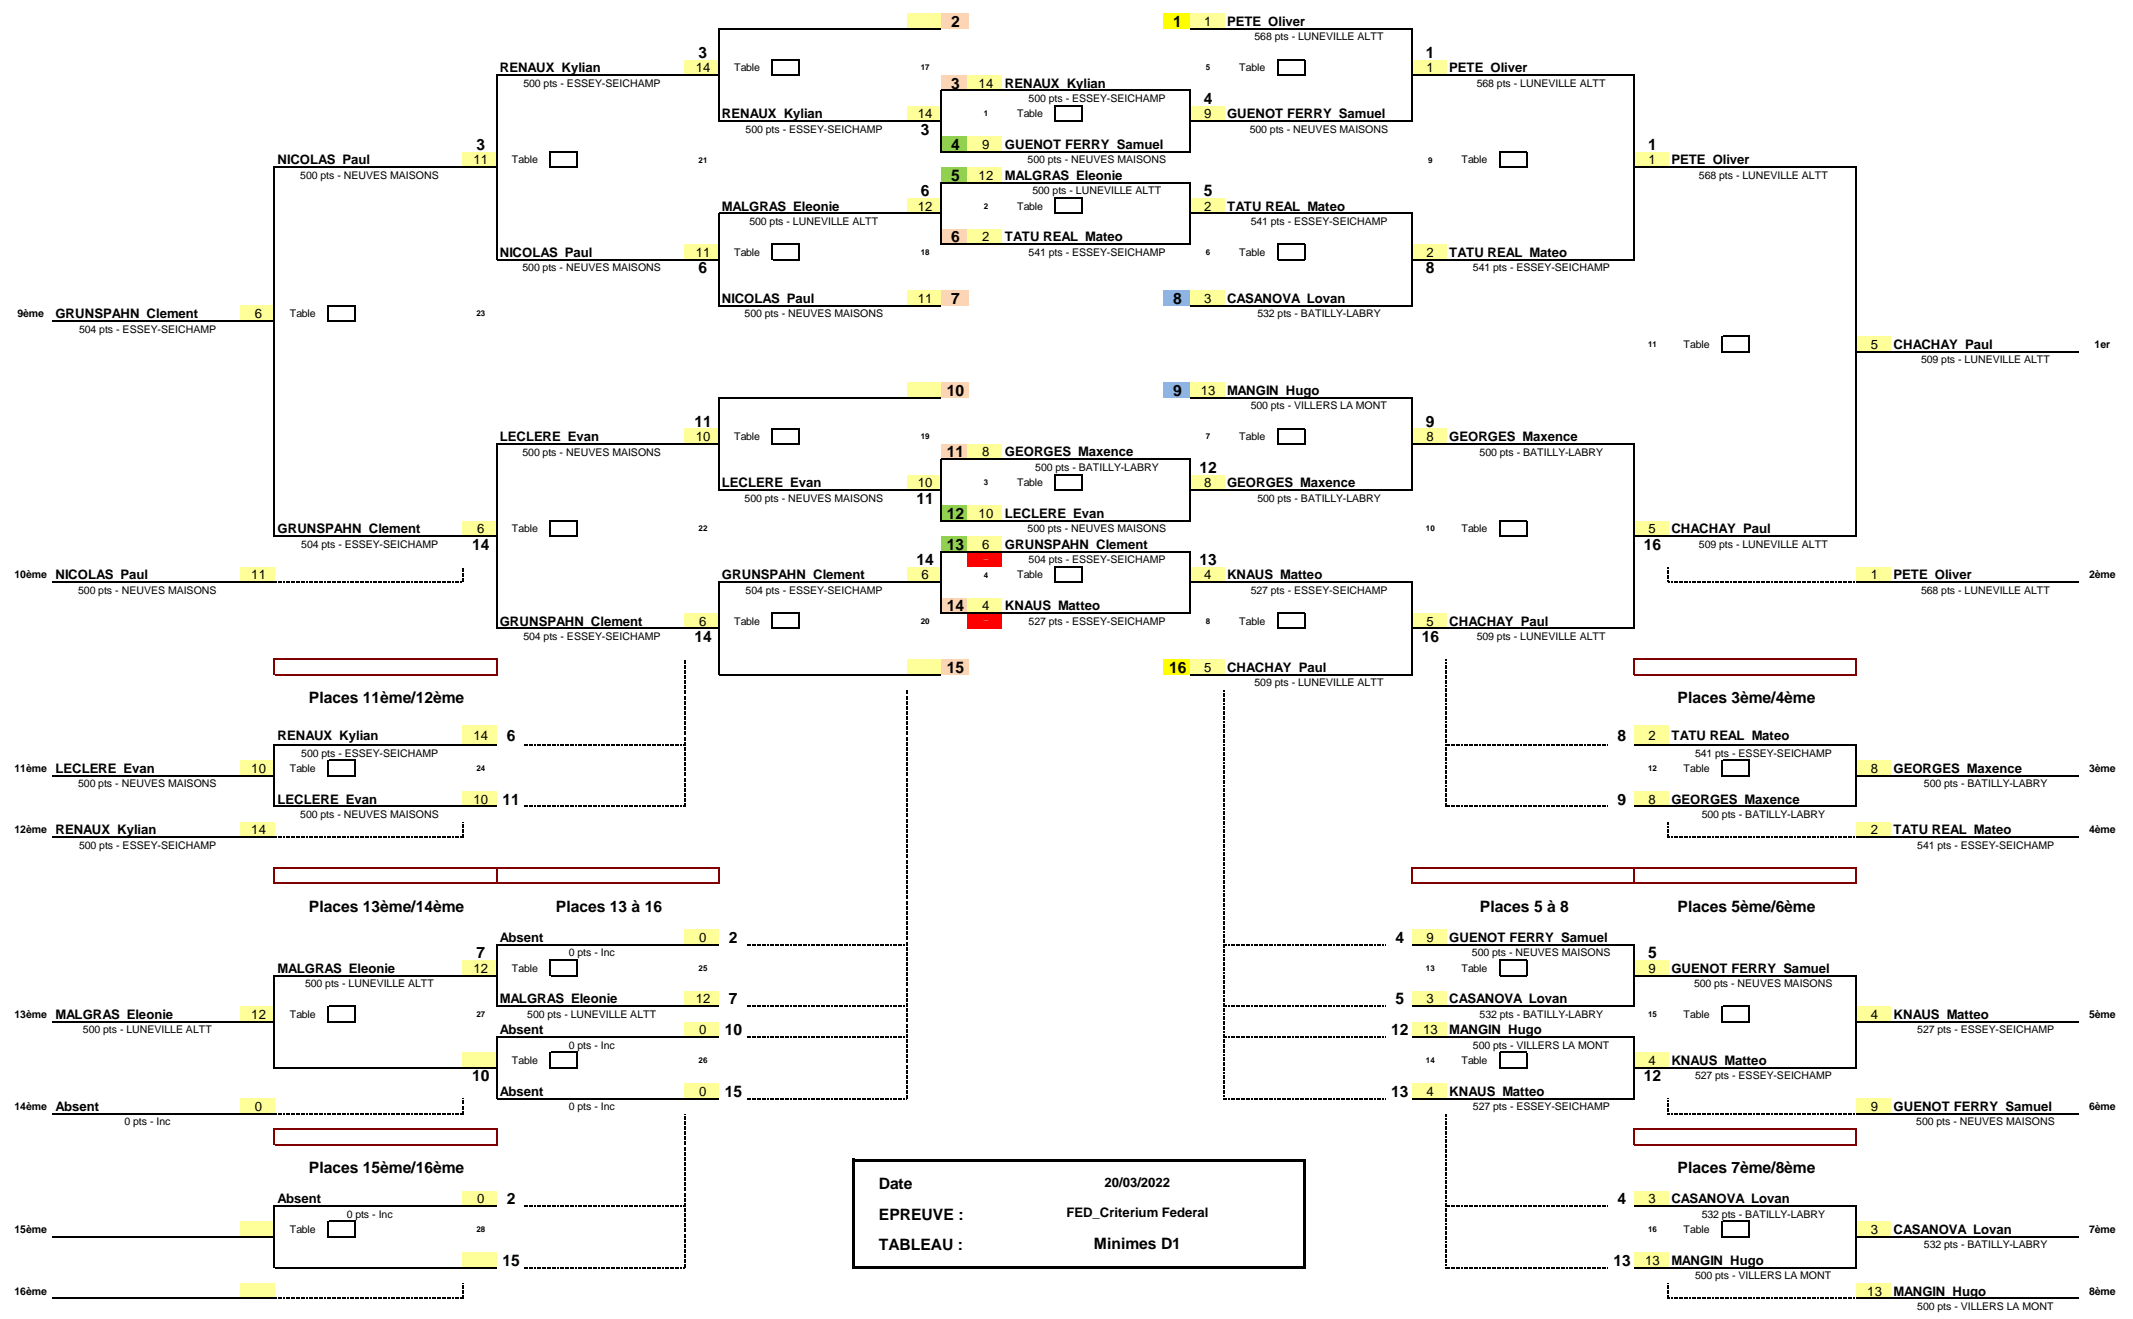 2 1 1 PETE Oliver
568 pts - LUNEVILLE ALTT
3 1
RENAUX Kylian 14 Table 17 5 Table 1 PETE Oliver
500 pts - ESSEY-SEICHAMP 3 14 RENAUX Kylian 568 pts - LUNEVILLE ALTT
500 pts - ESSEY-SEICHAMP 4
RENAUX Kylian 14 1 Table 9 GUENOT FERRY Samuel
500 pts - ESSEY-SEICHAMP 3 500 pts - NEUVES MAISONS
3 4 9 GUENOT FERRY Samuel 1
NICOLAS Paul 11 Table 21 500 pts - NEUVES MAISONS 9 Table 1 PETE Oliver
500 pts - NEUVES MAISONS 5 12 MALGRAS Eleonie 568 pts - LUNEVILLE ALTT
6 500 pts - LUNEVILLE ALTT 5
MALGRAS Eleonie 12 2 Table 2 TATU REAL Mateo
500 pts - LUNEVILLE ALTT 541 pts - ESSEY-SEICHAMP
6 2 TATU REAL Mateo
NICOLAS Paul 11 Table 18 541 pts - ESSEY-SEICHAMP 6 Table 2 TATU REAL Mateo
500 pts - NEUVES MAISONS 6 8 541 pts - ESSEY-SEICHAMP
NICOLAS Paul 11 7 8 3 CASANOVA Lovan
500 pts - NEUVES MAISONS 532 pts - BATILLY-LABRY
9ème GRUNSPAHN Clement 6 Table 23
504 pts - ESSEY-SEICHAMP
11 Table 5 CHACHAY Paul 1er
509 pts - LUNEVILLE ALTT
10 9 13 MANGIN Hugo
500 pts - VILLERS LA MONT
11 9
LECLERE Evan 10 Table 19 7 Table 8 GEORGES Maxence
500 pts - NEUVES MAISONS 11 8 GEORGES Maxence 500 pts - BATILLY-LABRY
500 pts - BATILLY-LABRY 12
LECLERE Evan 10 3 Table 8 GEORGES Maxence
500 pts - NEUVES MAISONS 11 500 pts - BATILLY-LABRY
12 10 LECLERE Evan
GRUNSPAHN Clement 6 Table 22 500 pts - NEUVES MAISONS 10 Table 5 CHACHAY Paul
504 pts - ESSEY-SEICHAMP 14 13 6 GRUNSPAHN Clement 16 509 pts - LUNEVILLE ALTT
14 504 pts - ESSEY-SEICHAMP 13
10ème NICOLAS Paul 11 GRUNSPAHN Clement 6 4 Table 4 KNAUS Matteo 1 PETE Oliver 2ème
500 pts - NEUVES MAISONS 504 pts - ESSEY-SEICHAMP 527 pts - ESSEY-SEICHAMP 568 pts - LUNEVILLE ALTT
14 4 KNAUS Matteo
GRUNSPAHN Clement 6 Table 20 527 pts - ESSEY-SEICHAMP 8 Table 5 CHACHAY Paul
504 pts - ESSEY-SEICHAMP 14 16 509 pts - LUNEVILLE ALTT
15 16 5 CHACHAY Paul
509 pts - LUNEVILLE ALTT
Places 11ème/12ème Places 3ème/4ème
RENAUX Kylian 14 6 8 2 TATU REAL Mateo
500 pts - ESSEY-SEICHAMP 541 pts - ESSEY-SEICHAMP
11ème LECLERE Evan 10 Table 24 12 Table 8 GEORGES Maxence 3ème
500 pts - NEUVES MAISONS 500 pts - BATILLY-LABRY
LECLERE Evan 10 11 9 8 GEORGES Maxence
500 pts - NEUVES MAISONS 500 pts - BATILLY-LABRY
12ème RENAUX Kylian 14 2 TATU REAL Mateo 4ème
500 pts - ESSEY-SEICHAMP 541 pts - ESSEY-SEICHAMP
Places 13ème/14ème Places 13 à 16 Places 5 à 8 Places 5ème/6ème
Absent 0 2 4 9 GUENOT FERRY Samuel
7 0 pts - Inc 500 pts - NEUVES MAISONS 5
MALGRAS Eleonie 12 Table 25 13 Table 9 GUENOT FERRY Samuel
500 pts - LUNEVILLE ALTT 500 pts - NEUVES MAISONS
MALGRAS Eleonie 12 7 5 3 CASANOVA Lovan
13ème MALGRAS Eleonie 12 Table 27 500 pts - LUNEVILLE ALTT 532 pts - BATILLY-LABRY 15 Table 4 KNAUS Matteo 5ème
500 pts - LUNEVILLE ALTT Absent 0 10 12 13 MANGIN Hugo 527 pts - ESSEY-SEICHAMP
0 pts - Inc 500 pts - VILLERS LA MONT
Table 26 14 Table 4 KNAUS Matteo
10 12 527 pts - ESSEY-SEICHAMP
Absent 0 15 13 4 KNAUS Matteo
14ème Absent 0 0 pts - Inc 527 pts - ESSEY-SEICHAMP 9 GUENOT FERRY Samuel 6ème
0 pts - Inc 500 pts - NEUVES MAISONS
Places 15ème/16ème Places 7ème/8ème
Date 20/03/2022
Absent 0 2 4 3 CASANOVA Lovan
0 pts - Inc EPREUVE : FED_Criterium Federal 532 pts - BATILLY-LABRY
15ème Table 28 16 Table 3 CASANOVA Lovan 7ème
TABLEAU : Minimes D1 532 pts - BATILLY-LABRY
15 13 13 MANGIN Hugo
500 pts - VILLERS LA MONT
16ème 13 MANGIN Hugo 8ème
500 pts - VILLERS LA MONT